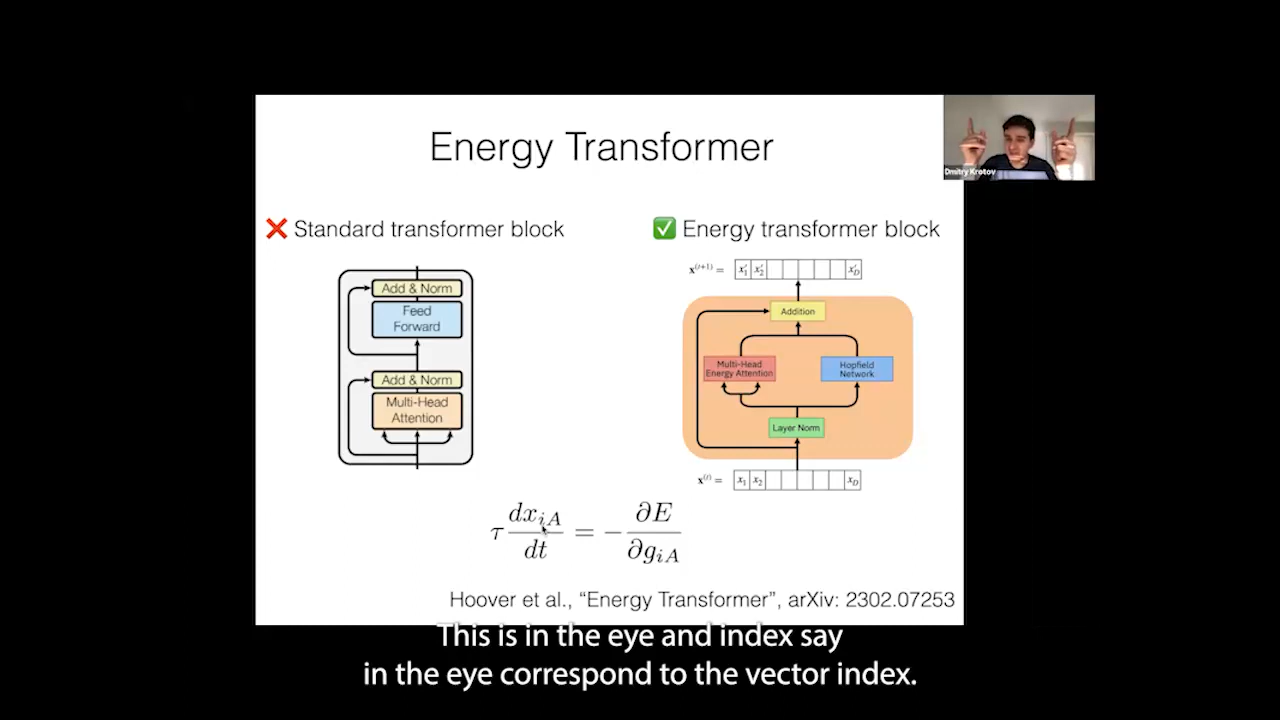 Energy Transformer
Dmitry Krotov
❌ Standard transformer block
✅ Energy transformer block
Add & Norm
Feed
Forward
Add & Norm
Multi-Head
Attention
x^(t+1) = x'_1 x'_2 x'_D
Addition
Multi-Head
Energy Attention
Hopfield
Network
Layer Norm
x^(t) = x_1 x_2 x_D
τ dx_iA/dt = − ∂E/∂g_iA
Hoover et al., “Energy Transformer”, arXiv: 2302.07253
This is in the eye and index say
in the eye correspond to the vector index.